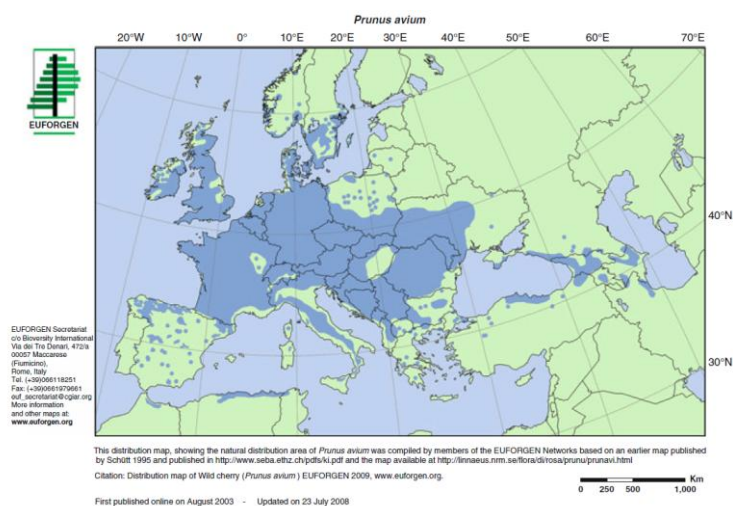 Prunus avium
20°W 10°W 0° 10°E 20°E 30°E 40°E 50°E 60°E 70°E
EUFORGEN
40°N
30°N
EUFORGEN Secretariat
c/o Bioversity International
Via dei Tre Denari, 472/a
00057 Maccarese
(Fiumicino),
Rome, Italy
Tel. (+39)066118251
Fax: (+39)0661979661
euf_secretariat@cgiar.org
More information
and other maps at:
www.euforgen.org
This distribution map, showing the natural distribution area of Prunus avium was compiled by members of the EUFORGEN Networks based on an earlier map published
by Schütt 1995 and published in http://www.seba.ethz.ch/pdfs/ki.pdf and the map available at http://linnaeus.nrm.se/flora/di/rosa/prunu/prunavi.html
Citation: Distribution map of Wild cherry (Prunus avium ) EUFORGEN 2009, www.euforgen.org.
Km
0 250 500 1,000
First published online on August 2003 - Updated on 23 July 2008